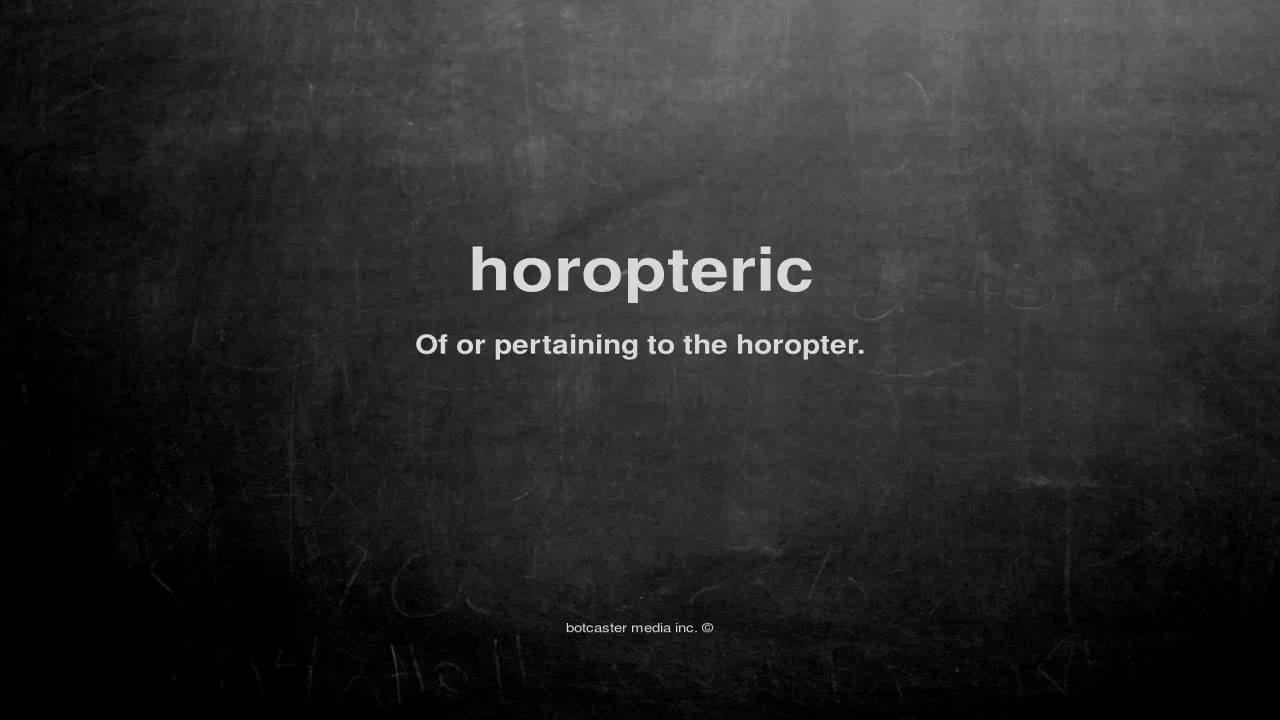 horopteric
Of or pertaining to the horopter.
botcaster media inc. ©